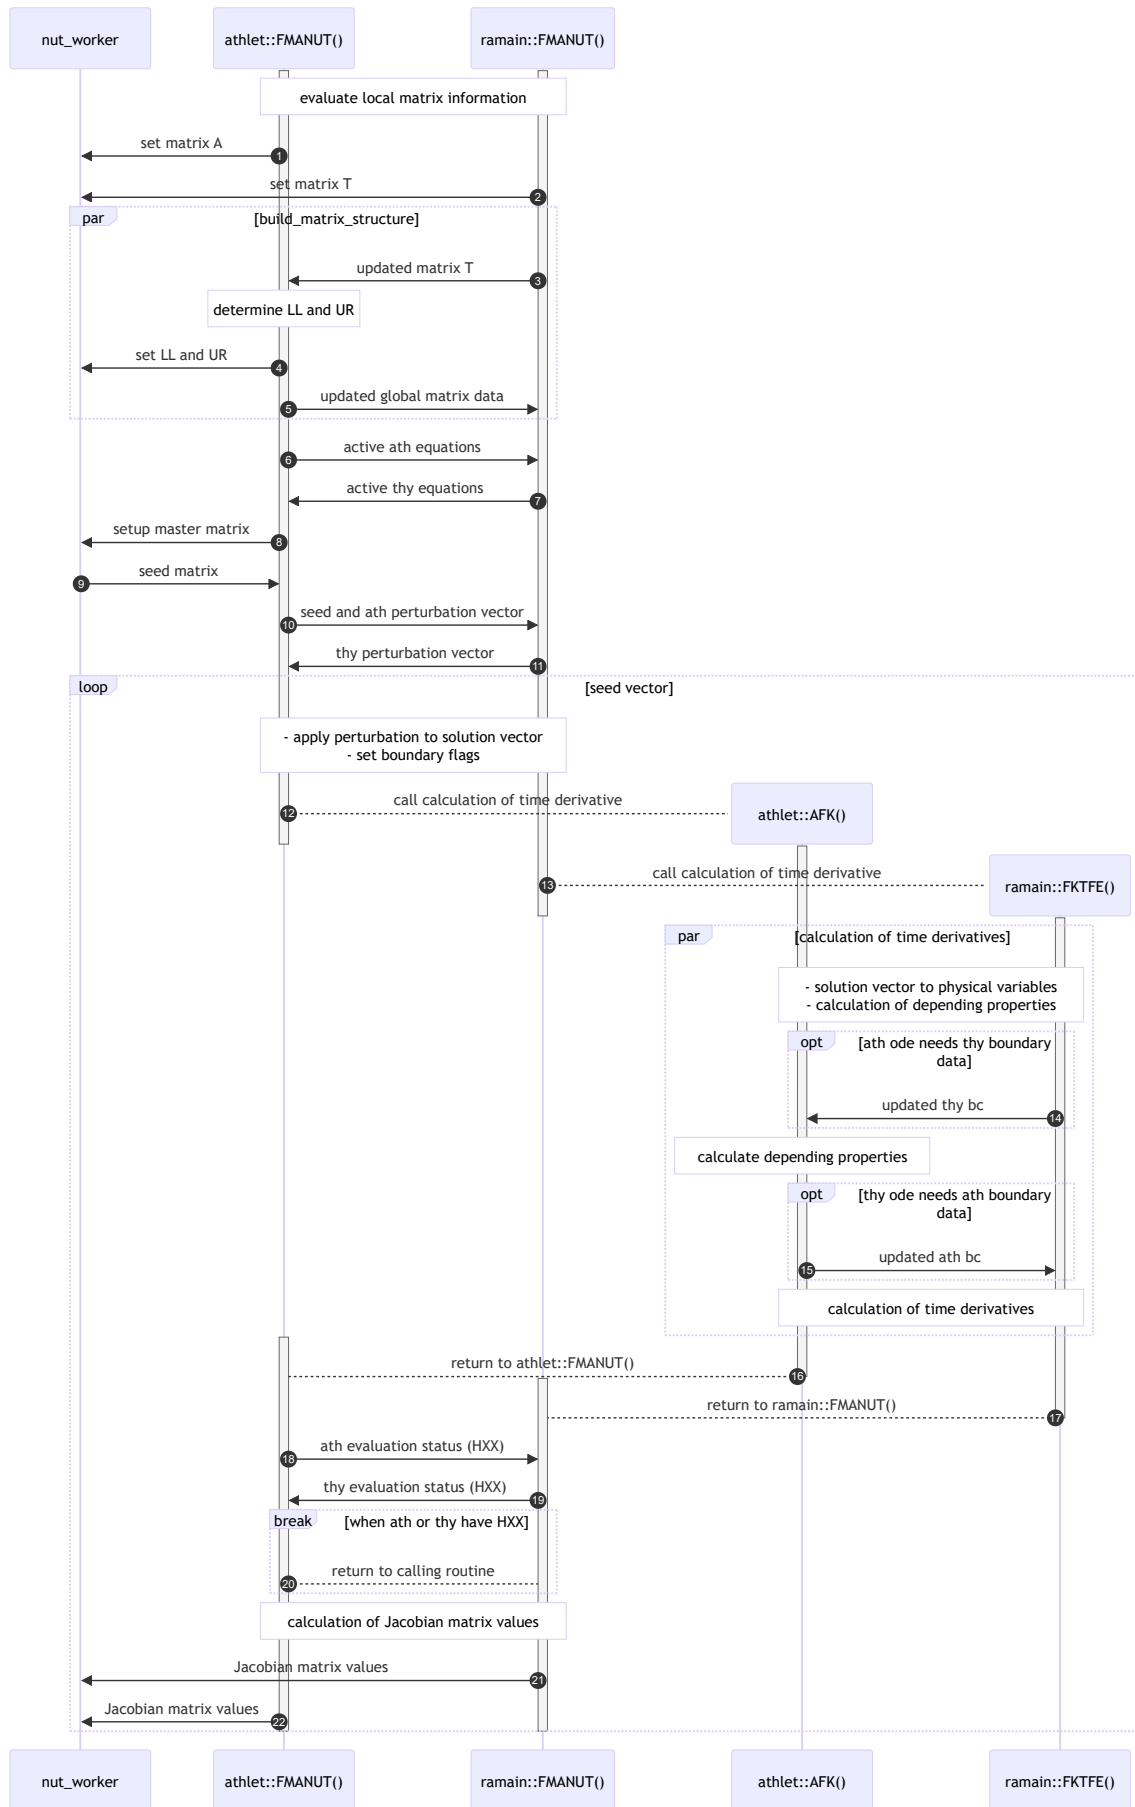 nut_worker
athlet::FMANUT()
ramain::FMANUT()
evaluate local matrix information
set matrix A
1
set matrix T
2
par
[build_matrix_structure]
updated matrix T
3
determine LL and UR
set LL and UR
4
updated global matrix data
5
active ath equations
6
active thy equations
7
setup master matrix
8
seed matrix
9
seed and ath perturbation vector
10
thy perturbation vector
11
loop
[seed vector]
- apply perturbation to solution vector
- set boundary flags
call calculation of time derivative
12
athlet::AFK()
call calculation of time derivative
13
ramain::FKTFE()
par
[calculation of time derivatives]
- solution vector to physical variables
- calculation of depending properties
opt
[ath ode needs thy boundary
data]
updated thy bc
14
calculate depending properties
opt
[thy ode needs ath boundary
data]
updated ath bc
15
calculation of time derivatives
return to athlet::FMANUT()
16
return to ramain::FMANUT()
17
ath evaluation status (HXX)
18
thy evaluation status (HXX)
19
break
[when ath or thy have HXX]
return to calling routine
20
calculation of Jacobian matrix values
Jacobian matrix values
21
Jacobian matrix values
22
nut_worker
athlet::FMANUT()
ramain::FMANUT()
athlet::AFK()
ramain::FKTFE()